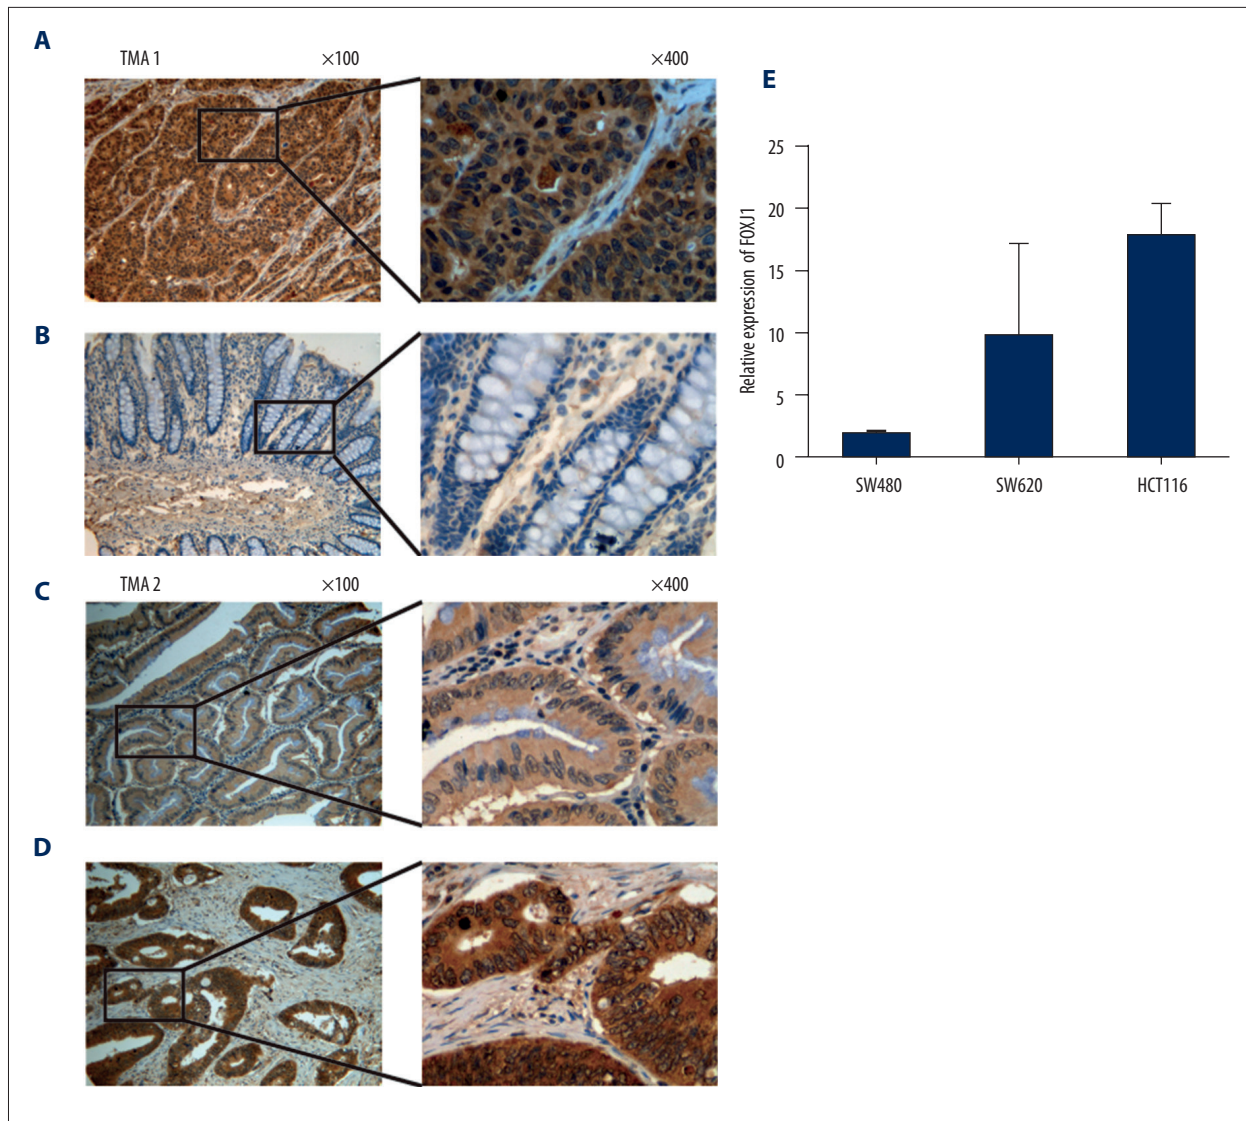 A
TMA 1 ×100 ×400
B
C
TMA 2 ×100 ×400
D
E
Relative expression of FOXJ1
25
20
15
10
5
0
SW480 SW620 HCT116